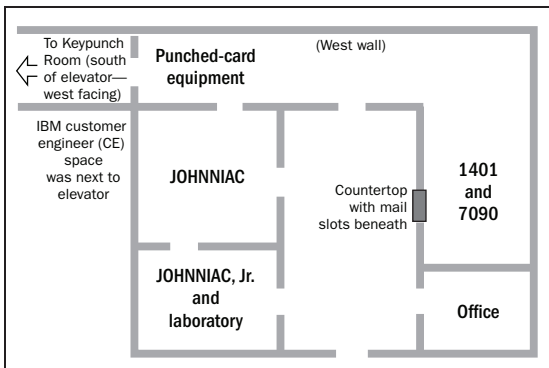 To Keypunch
Room (south
of elevator—
west facing)
Punched-card
equipment
(West wall)
IBM customer
engineer (CE)
space
was next to
elevator
JOHNNIAC
Countertop
with mail
slots beneath
1401
and
7090
JOHNNIAC, Jr.
and
laboratory
Office